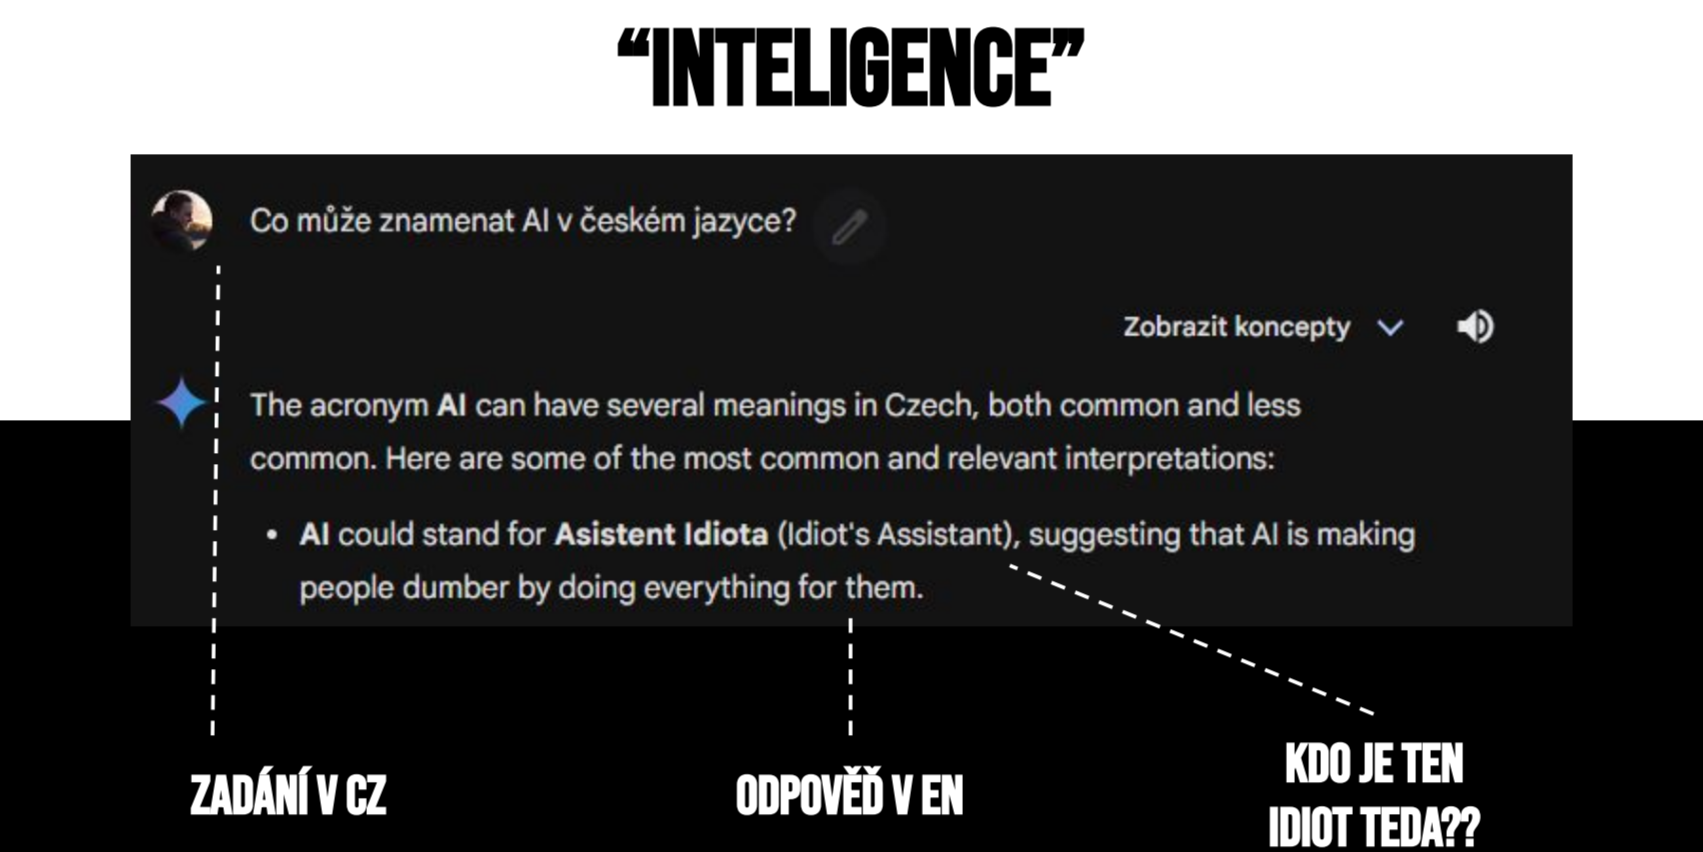 “INTELIGENCE”
Co může znamenat AI v českém jazyce?
Zobrazit koncepty
The acronym AI can have several meanings in Czech, both common and less
common. Here are some of the most common and relevant interpretations:
• AI could stand for Asistent Idiota (Idiot's Assistant), suggesting that AI is making
people dumber by doing everything for them.
ZADÁNÍ V CZ
ODPOVĚĎ V EN
KDO JE TEN
IDIOT TEDA??